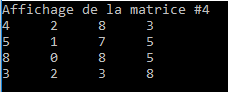 Affichage de la matrice #4
4 2 8 3
5 1 7 5
8 0 8 5
3 2 3 8